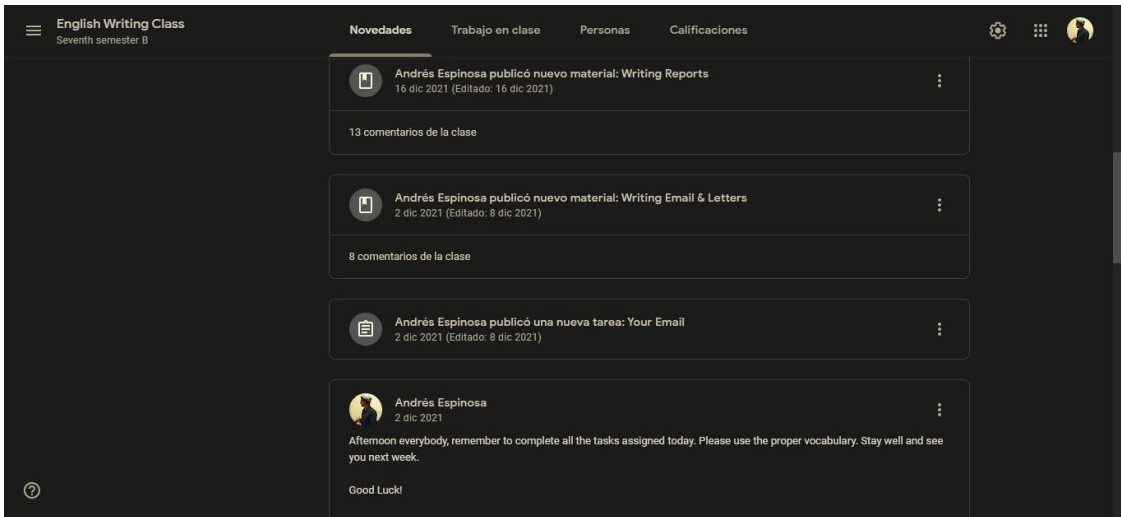 English Writing Class
Seventh semester B
Novedades
Trabajo en clase
Personas
Calificaciones
Andrés Espinosa publicó nuevo material: Writing Reports
16 dic 2021 (Editado: 16 dic 2021)
13 comentarios de la clase
Andrés Espinosa publicó nuevo material: Writing Email & Letters
2 dic 2021 (Editado: 8 dic 2021)
8 comentarios de la clase
Andrés Espinosa publicó una nueva tarea: Your Email
2 dic 2021 (Editado: 8 dic 2021)
Andrés Espinosa
2 dic 2021
Afternoon everybody, remember to complete all the tasks assigned today. Please use the proper vocabulary. Stay well and see
you next week.
Good Luck!